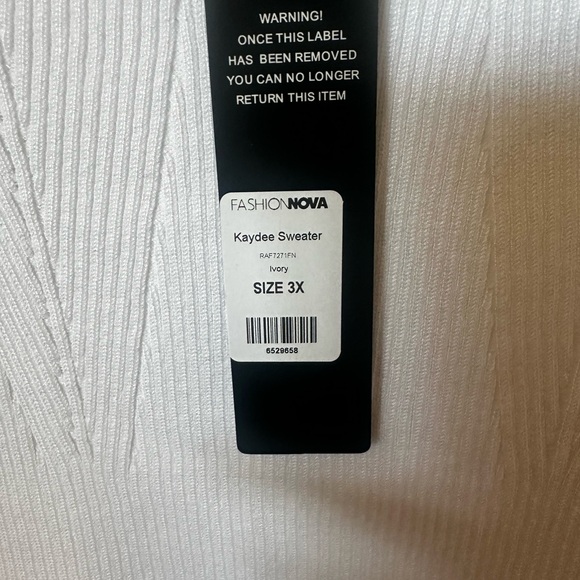 WARNING!
ONCE THIS LABEL
HAS BEEN REMOVED
YOU CAN NO LONGER
RETURN THIS ITEM
FASHIONNOVA
Kaydee Sweater
RAF7271FN
Ivory
SIZE 3X
6529658